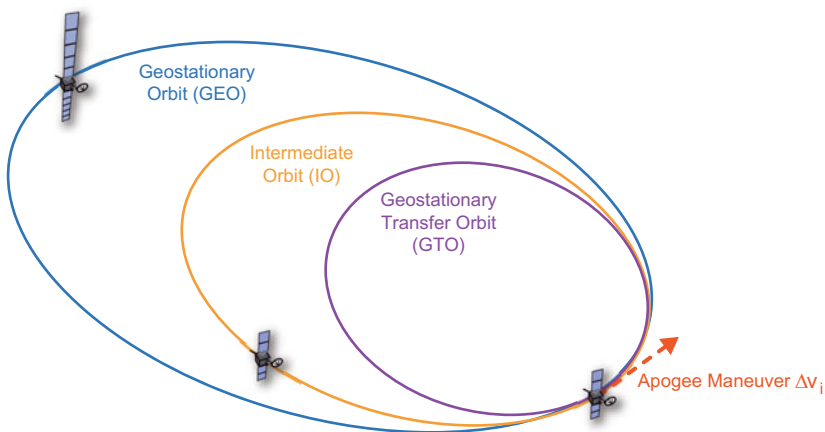 Geostationary
Orbit (GEO)
Intermediate
Orbit (IO)
Geostationary
Transfer Orbit
(GTO)
Apogee Maneuver Δvᵢ